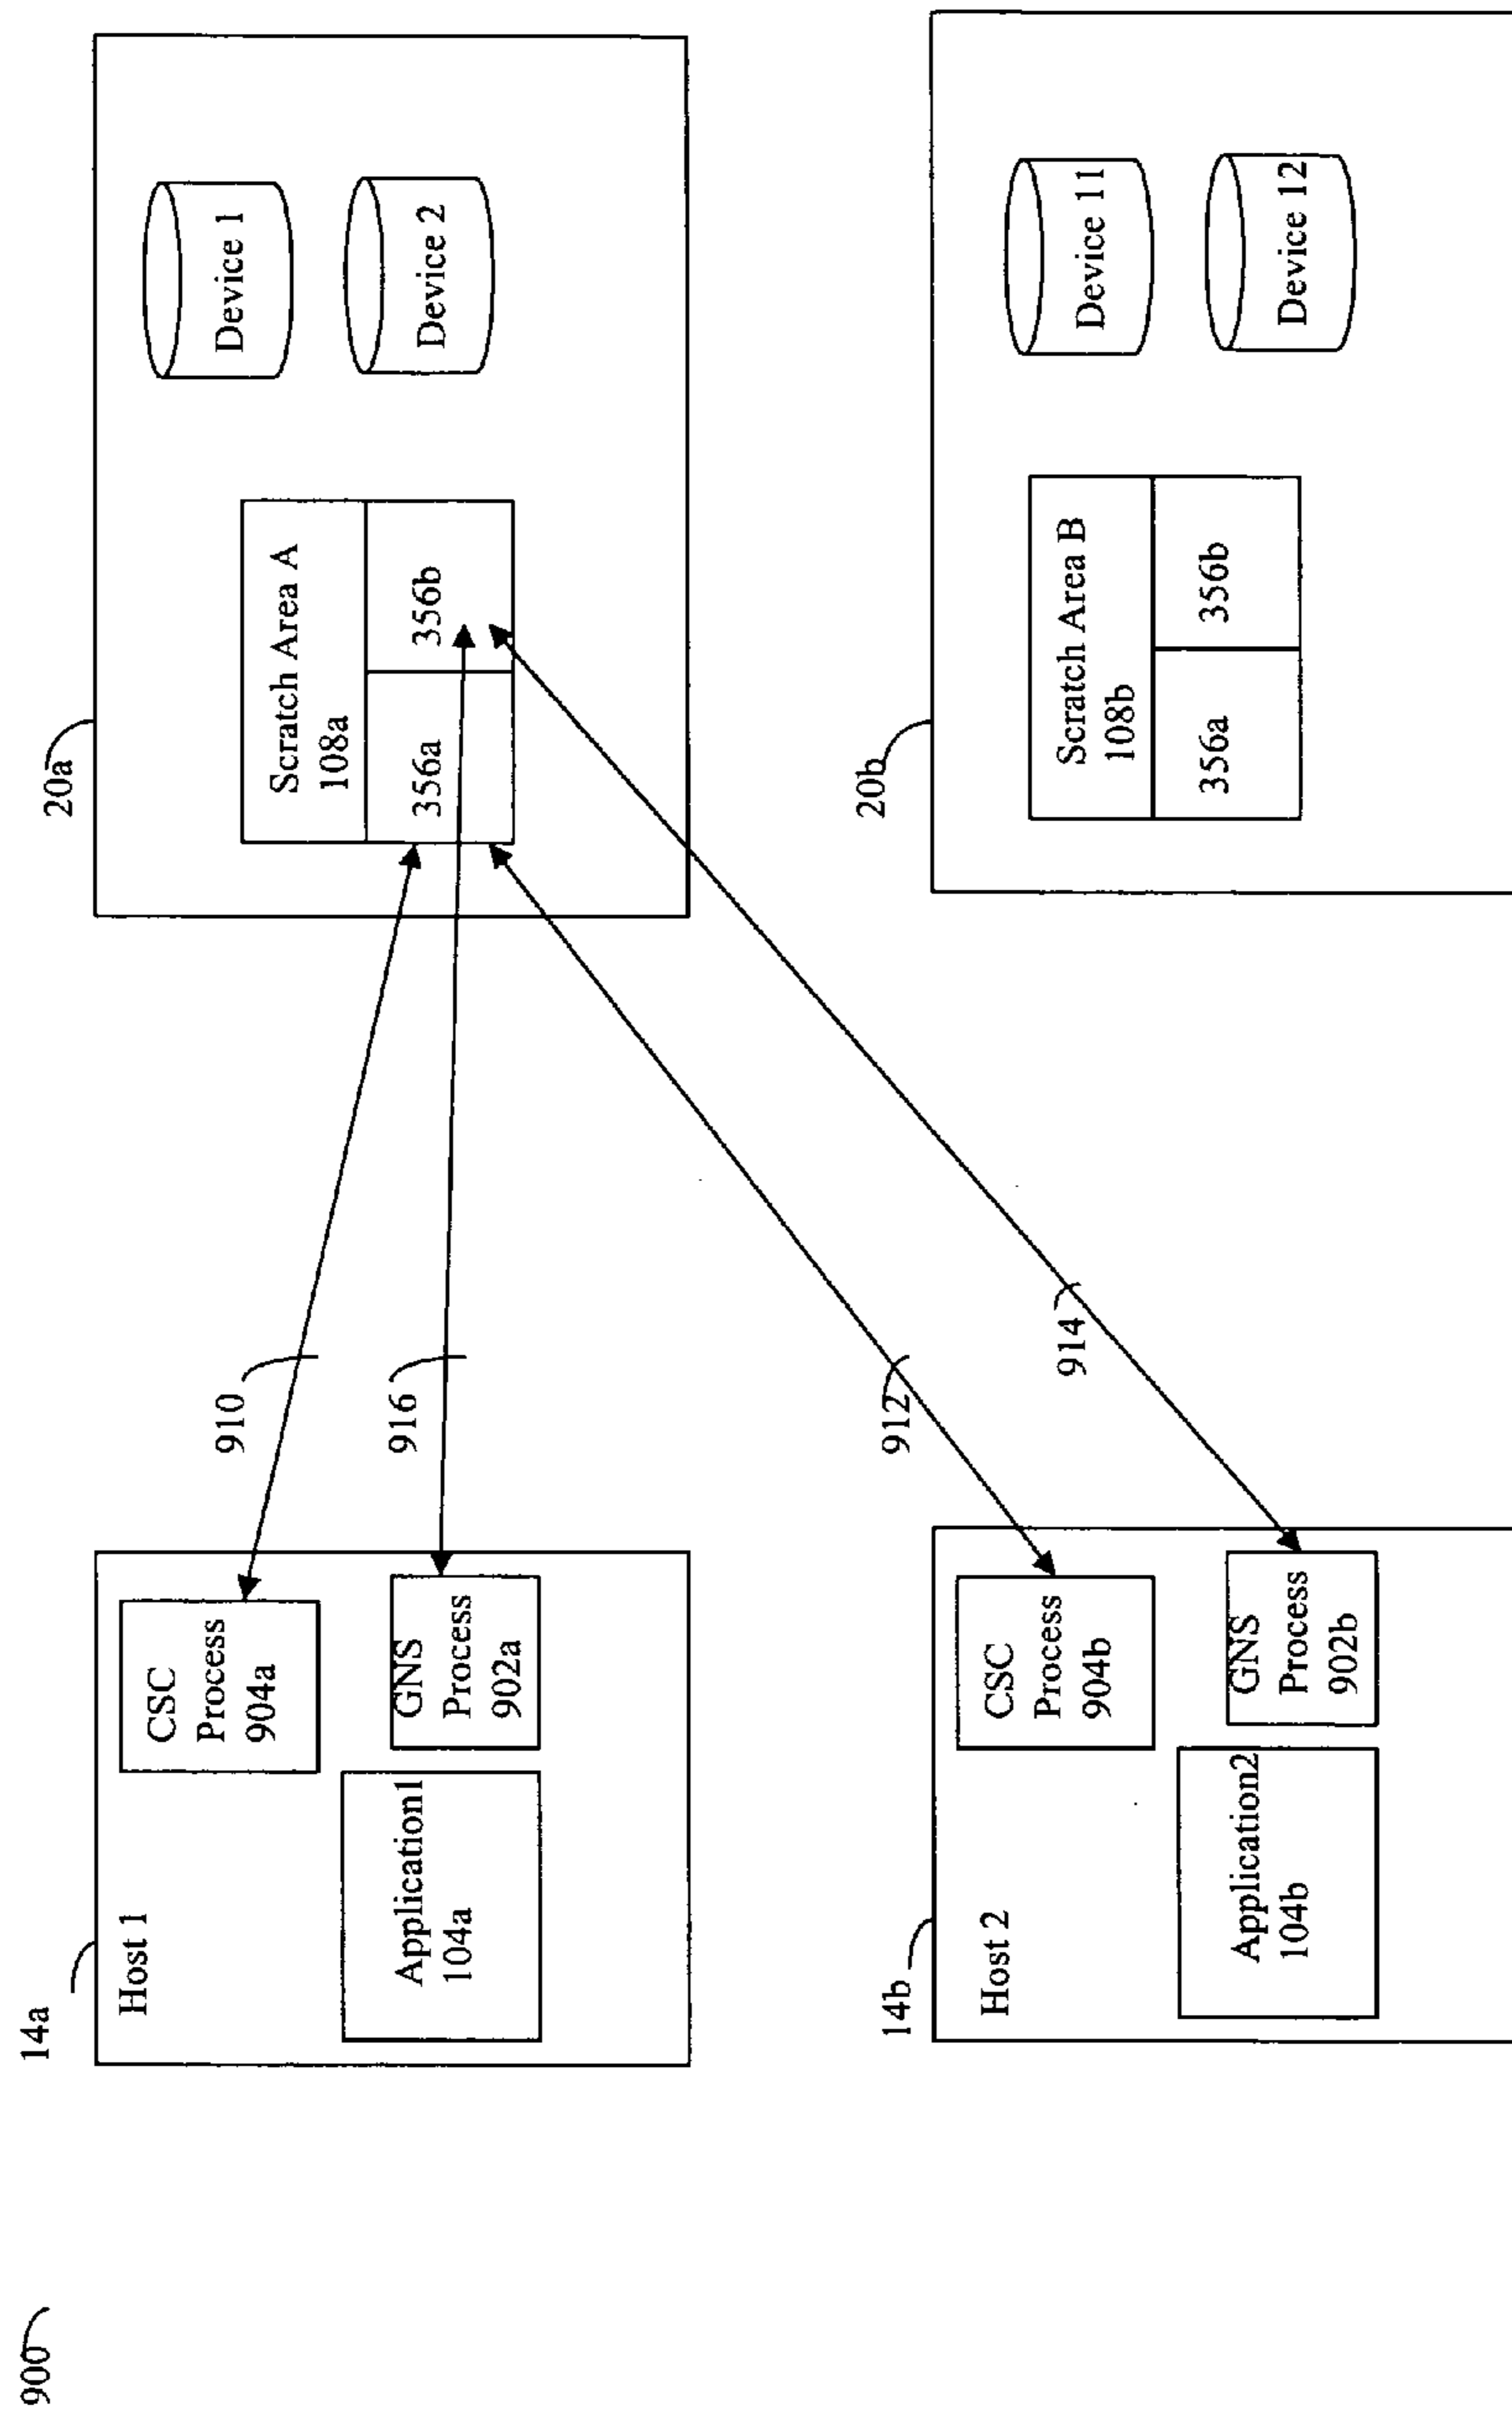 900
14a
Host 1
CSC
Process
904a
GNS
Process
902a
Application1
104a
910
916
20a
Scratch Area A
108a
356a
356b
Device 1
Device 2
14b
Host 2
CSC
Process
904b
GNS
Process
902b
Application2
104b
912
914
20b
Scratch Area B
108b
356a
356b
Device 11
Device 12